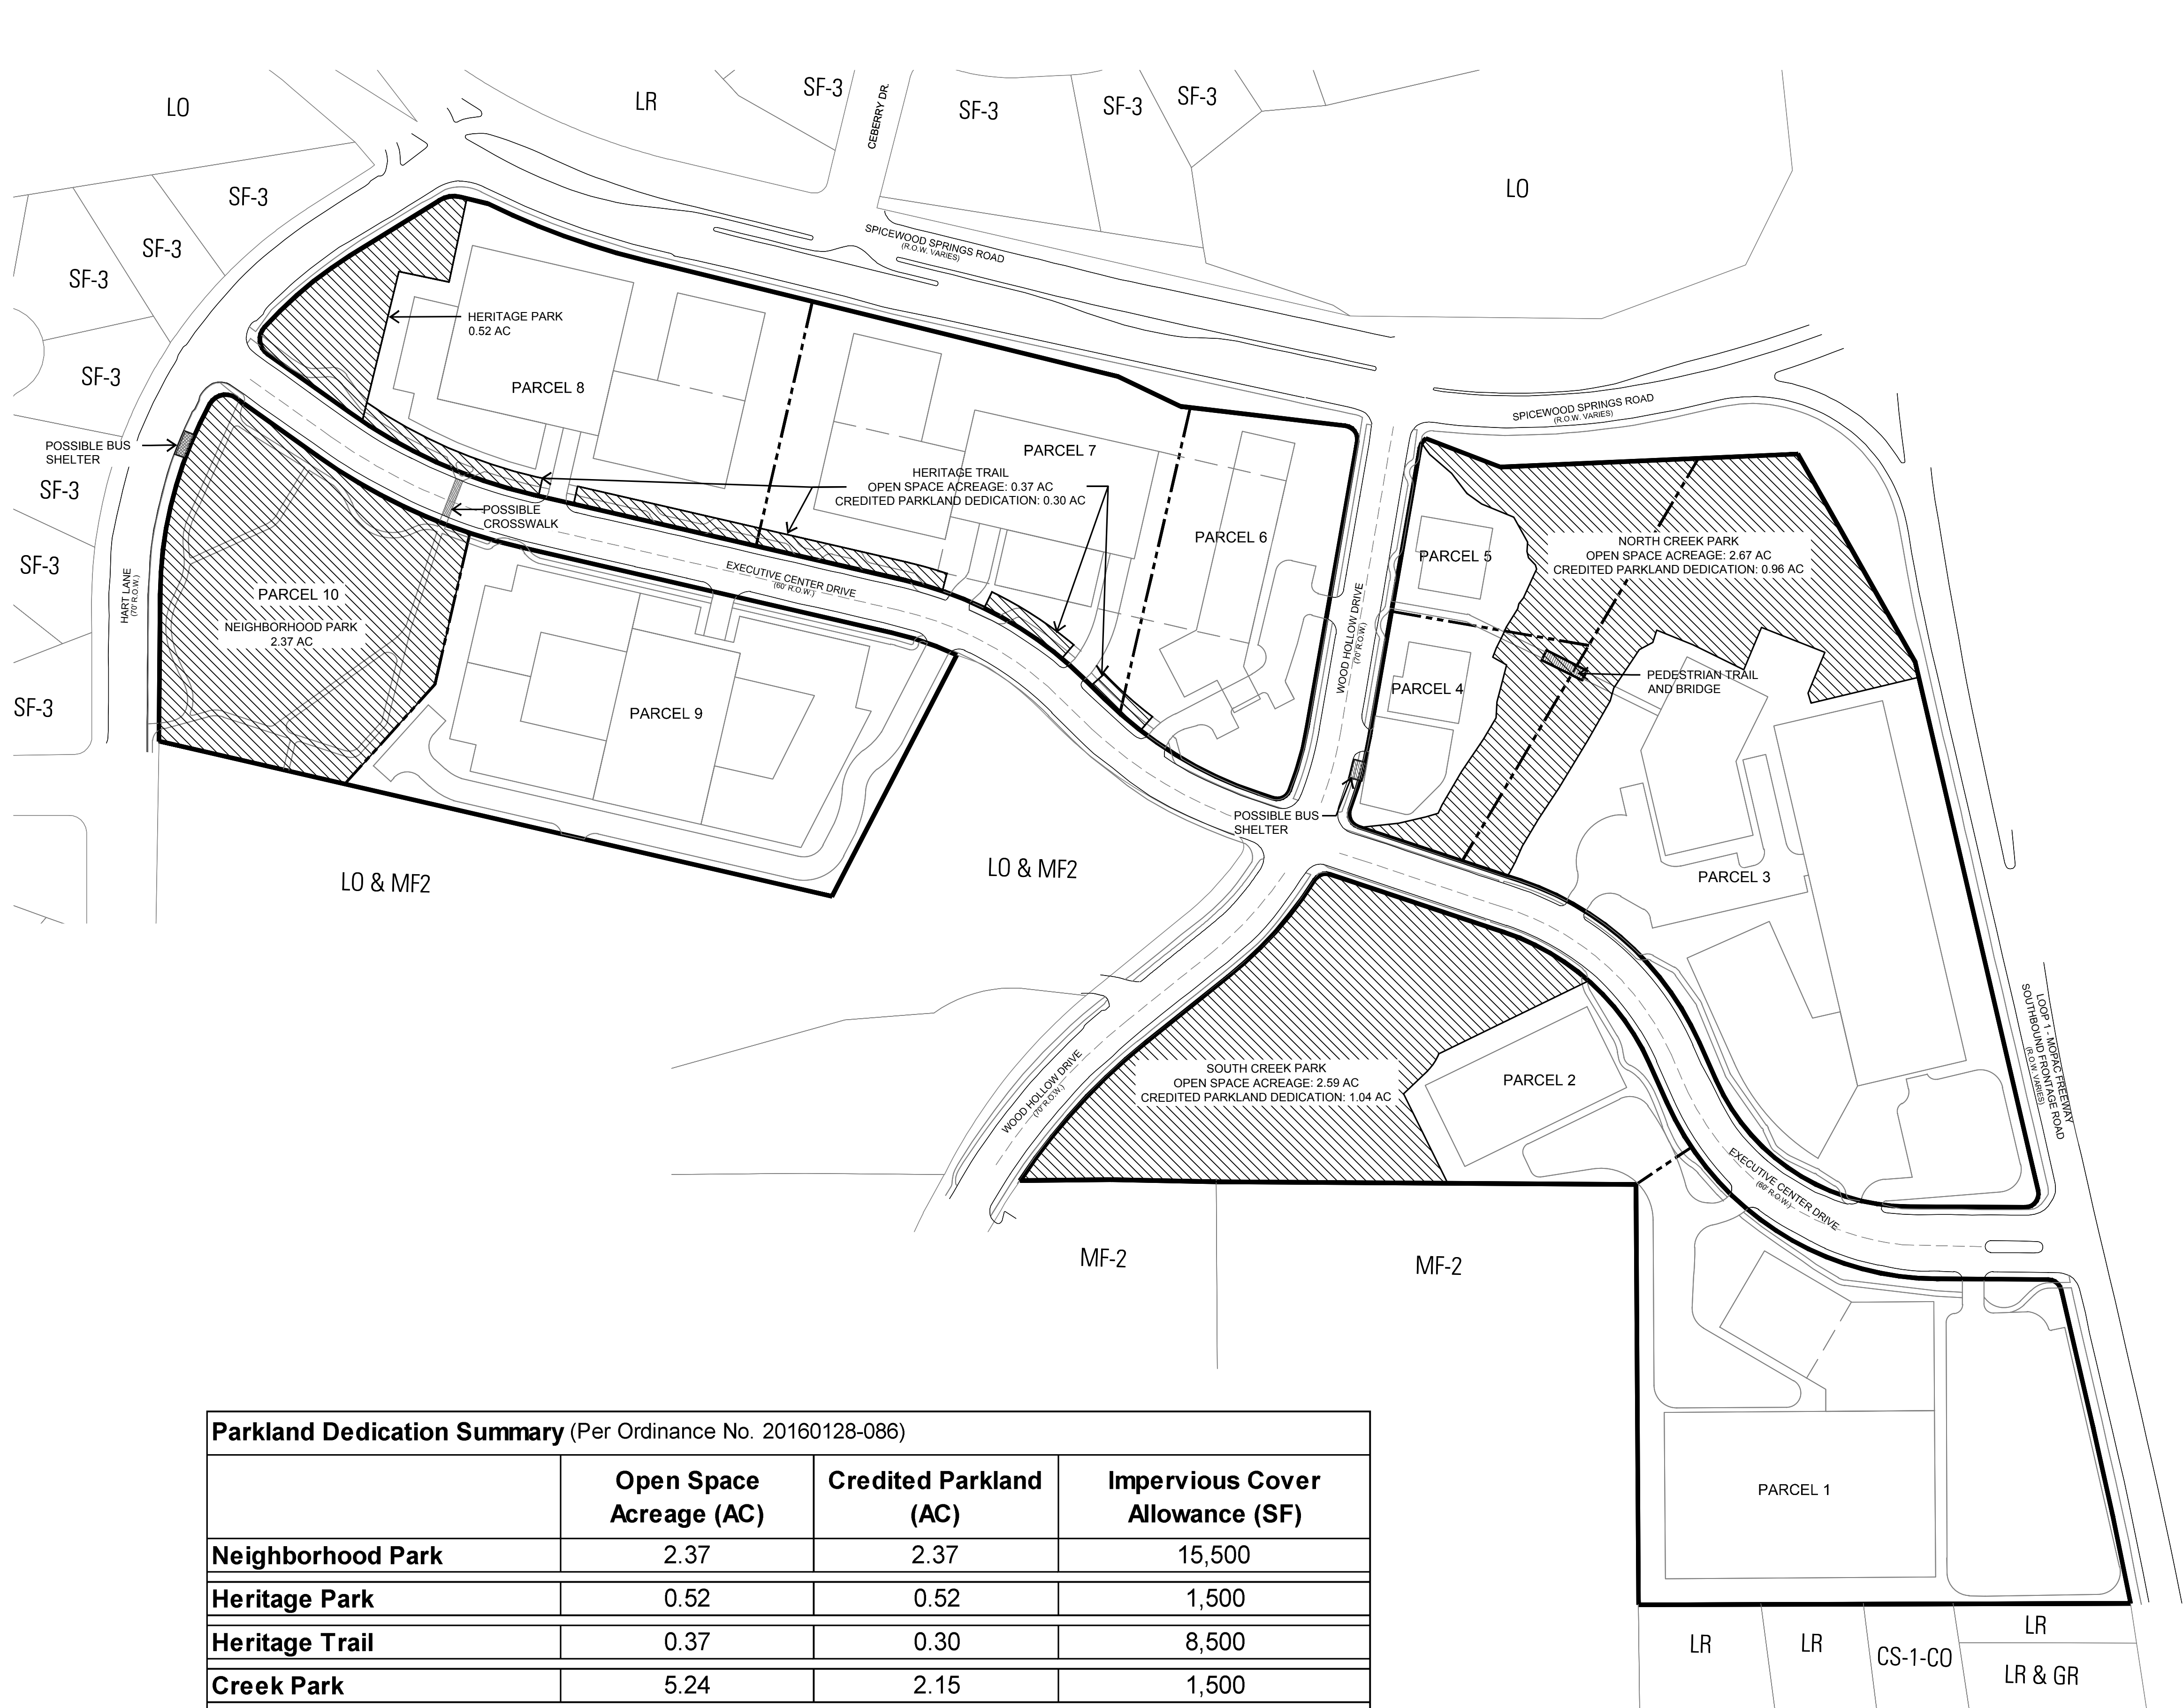 LO
LR
SF-3
CEBERRY DR.
SF-3
SF-3
SF-3
LO
SF-3
SF-3
SF-3
SF-3
SF-3
SF-3
SF-3
SPICEWOOD SPRINGS ROAD
(R.O.W. VARIES)
HERITAGE PARK
0.52 AC
PARCEL 8
POSSIBLE BUS
SHELTER
PARCEL 7
HERITAGE TRAIL
OPEN SPACE ACREAGE: 0.37 AC
CREDITED PARKLAND DEDICATION: 0.30 AC
POSSIBLE
CROSSWALK
PARCEL 6
SPICEWOOD SPRINGS ROAD
(R.O.W. VARIES)
PARCEL 5
NORTH CREEK PARK
OPEN SPACE ACREAGE: 2.67 AC
CREDITED PARKLAND DEDICATION: 0.96 AC
EXECUTIVE CENTER DRIVE
(60' R.O.W.)
HART LANE
(70' R.O.W.)
PARCEL 10
NEIGHBORHOOD PARK
2.37 AC
WOOD HOLLOW DRIVE
(70' R.O.W.)
PARCEL 4
PEDESTRIAN TRAIL
AND BRIDGE
PARCEL 9
POSSIBLE BUS
SHELTER
LO & MF2
LO & MF2
PARCEL 3
WOOD HOLLOW DRIVE
(70' R.O.W.)
SOUTH CREEK PARK
OPEN SPACE ACREAGE: 2.59 AC
CREDITED PARKLAND DEDICATION: 1.04 AC
PARCEL 2
LOOP 1 - MOPAC FREEWAY
SOUTHBOUND FRONTAGE ROAD
(R.O.W. VARIES)
EXECUTIVE CENTER DRIVE
(60' R.O.W.)
MF-2
MF-2
PARCEL 1
LR
LR
CS-1-CO
LR
LR & GR
Parkland Dedication Summary (Per Ordinance No. 20160128-086)
Open Space Acreage (AC) Credited Parkland (AC) Impervious Cover Allowance (SF)
Neighborhood Park 2.37 2.37 15,500
Heritage Park 0.52 0.52 1,500
Heritage Trail 0.37 0.30 8,500
Creek Park 5.24 2.15 1,500